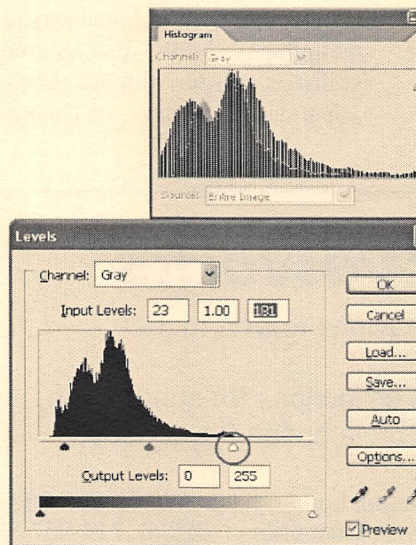 Histogram
Channel: Gray
Source: Entire Image
Levels
Channel: Gray
Input Levels: 23 1.00 181
OK
Cancel
Load...
Save...
Auto
Options...
Output Levels: 0 255
Preview